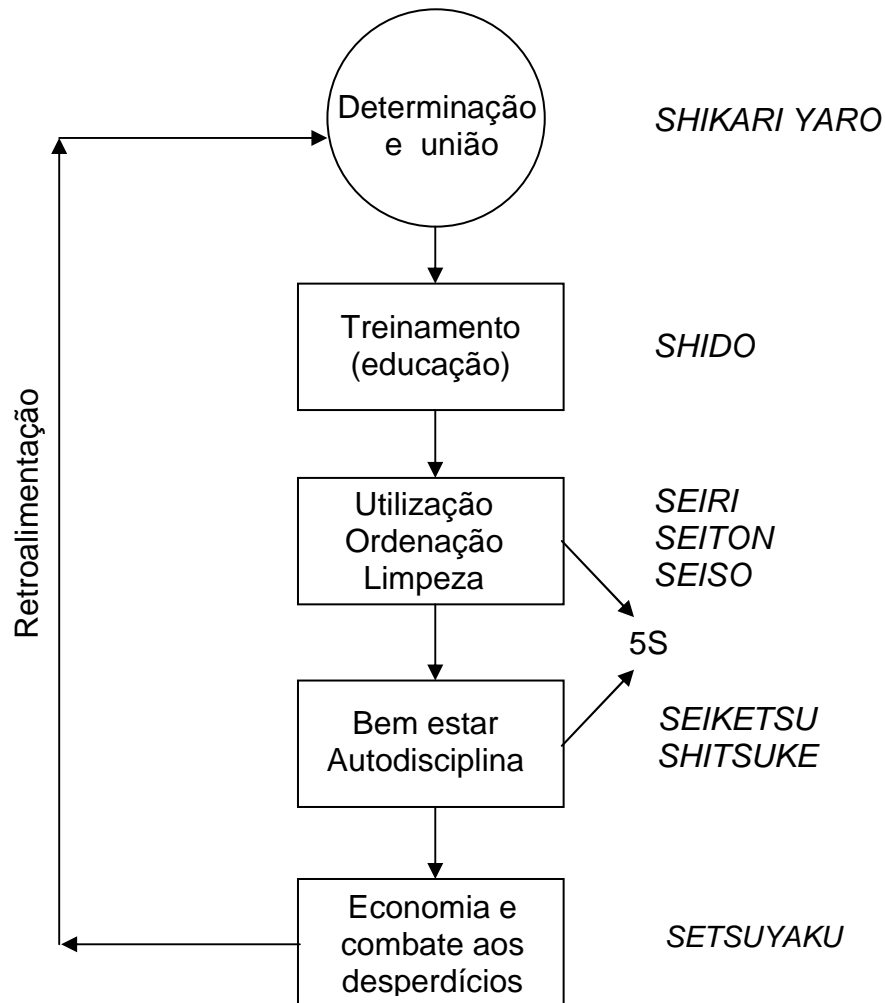 Determinação
e união
SHIKARI YARO
Treinamento
(educação)
SHIDO
Retroalimentação
Utilização
Ordenação
Limpeza
SEIRI
SEITON
SEISO
5S
Bem estar
Autodisciplina
SEIKETSU
SHITSUKE
Economia e
combate aos
desperdícios
SETSUYAKU